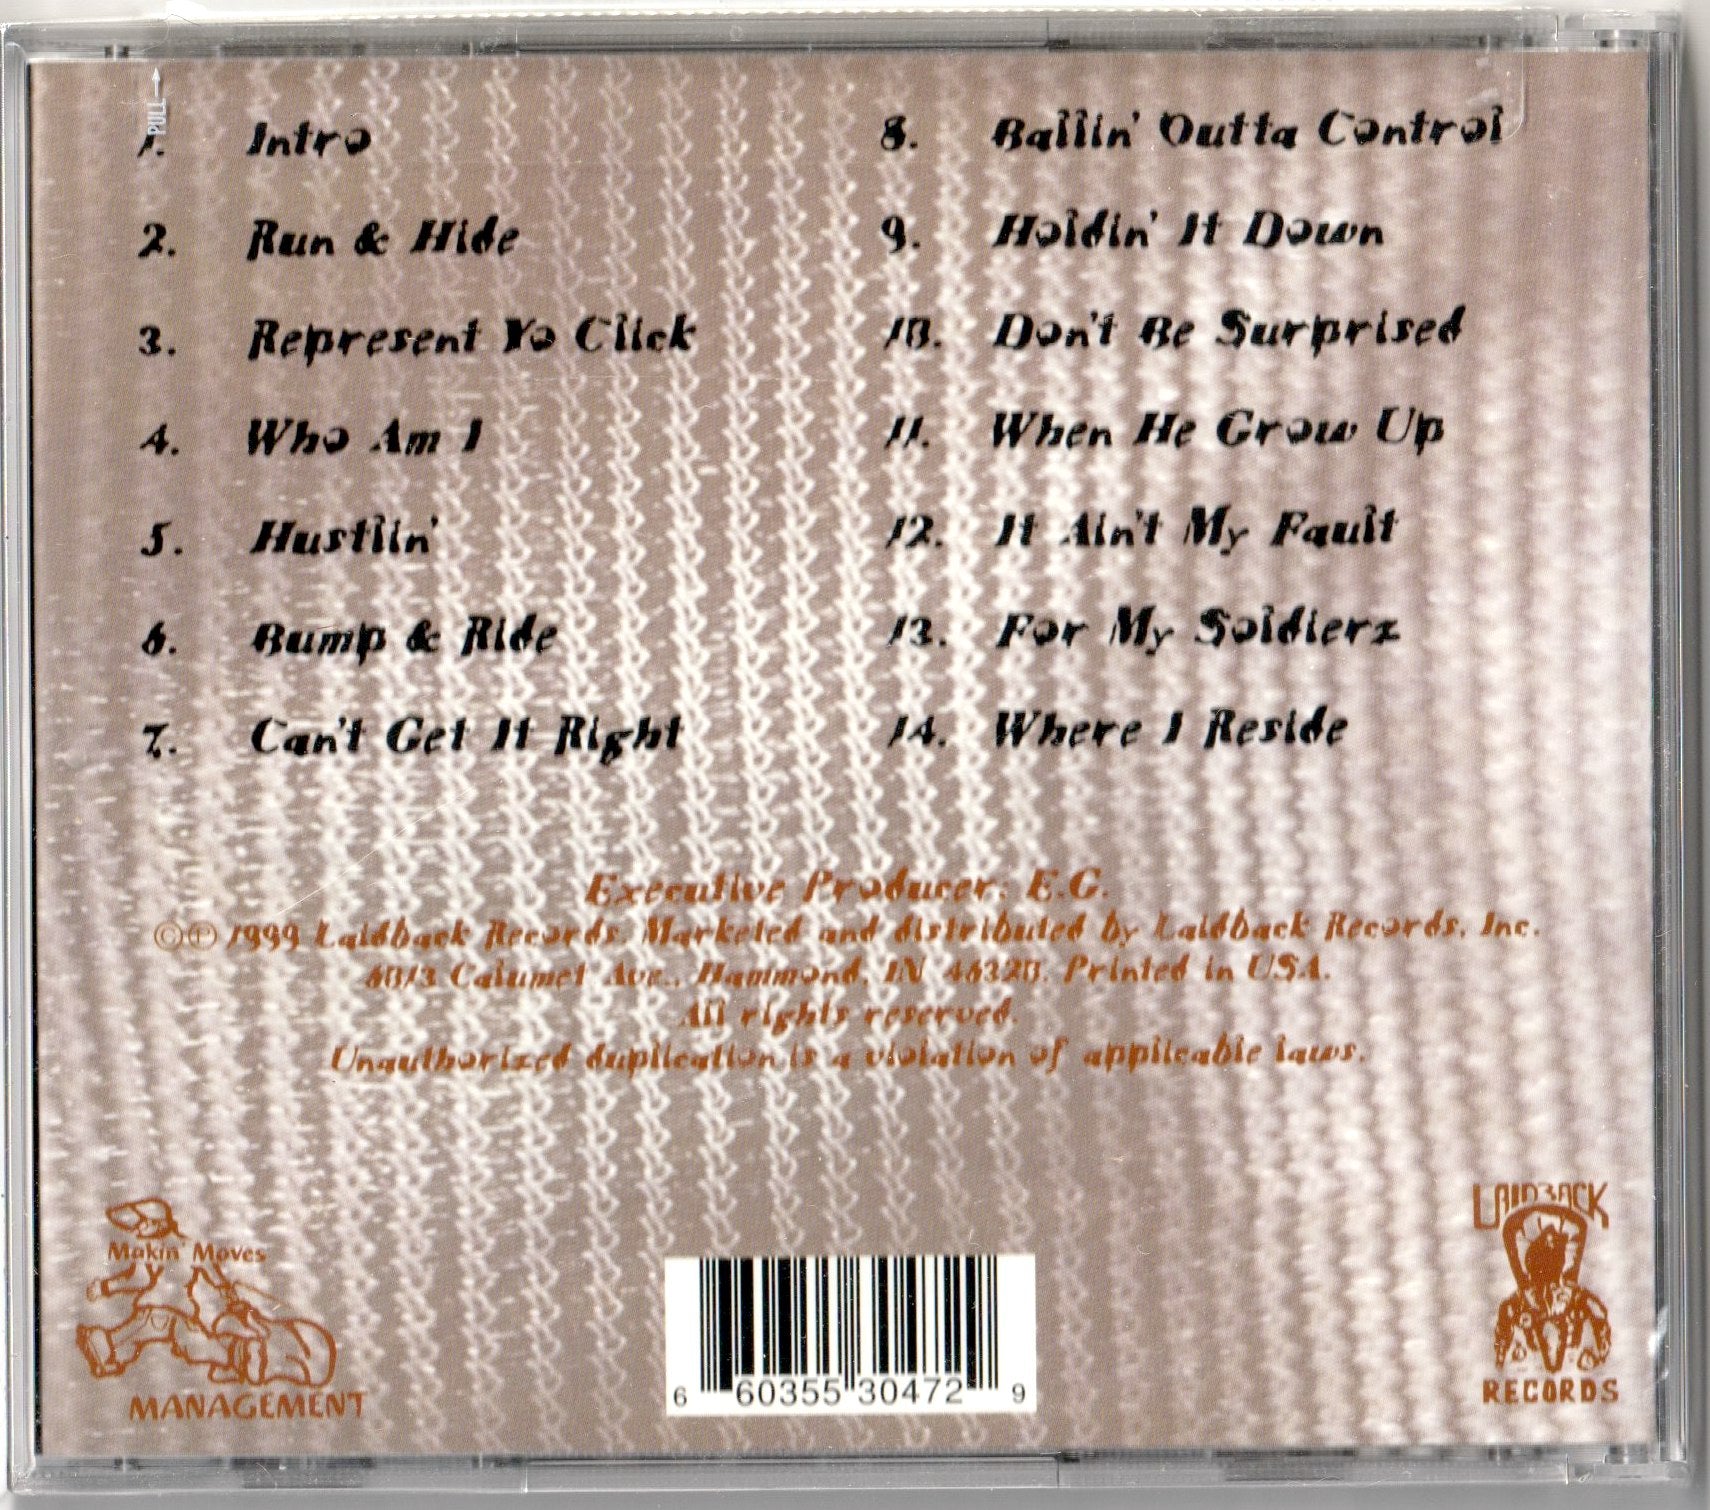 PULL
1. Intro
2. Run & Hide
3. Represent Yo Click
4. Who Am I
5. Hustlin'
6. Bump & Ride
7. Can't Get It Right
8. Ballin' Outta Control
9. Holdin' It Down
10. Don't Be Surprised
11. When He Grow Up
12. It Ain't My Fault
13. For My Soldierz
14. Where I Reside
Executive Producer: E.G.
©℗ 1999 Laidback Records. Marketed and distributed by Laidback Records, Inc.
6813 Calumet Ave., Hammond, IN 46320. Printed in USA.
All rights reserved.
Unauthorized duplication is a violation of applicable laws.
Makin' Moves
MANAGEMENT
6 60355 30472 9
LAIDBACK
RECORDS